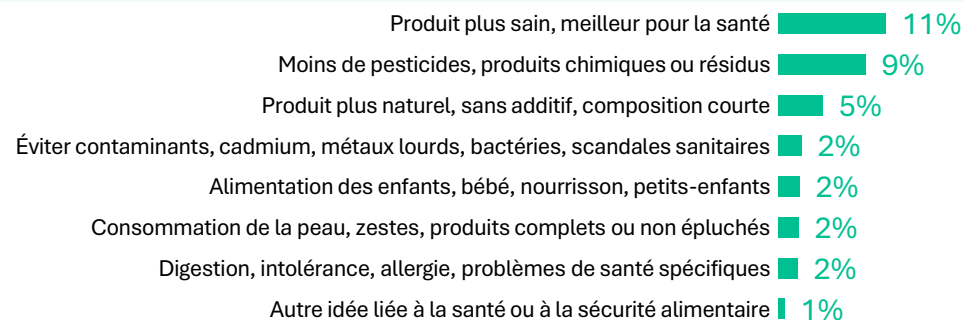 Produit plus sain, meilleur pour la santé 11%
Moins de pesticides, produits chimiques ou résidus 9%
Produit plus naturel, sans additif, composition courte 5%
Éviter contaminants, cadmium, métaux lourds, bactéries, scandales sanitaires 2%
Alimentation des enfants, bébé, nourrisson, petits-enfants 2%
Consommation de la peau, zestes, produits complets ou non épluchés 2%
Digestion, intolérance, allergie, problèmes de santé spécifiques 2%
Autre idée liée à la santé ou à la sécurité alimentaire 1%